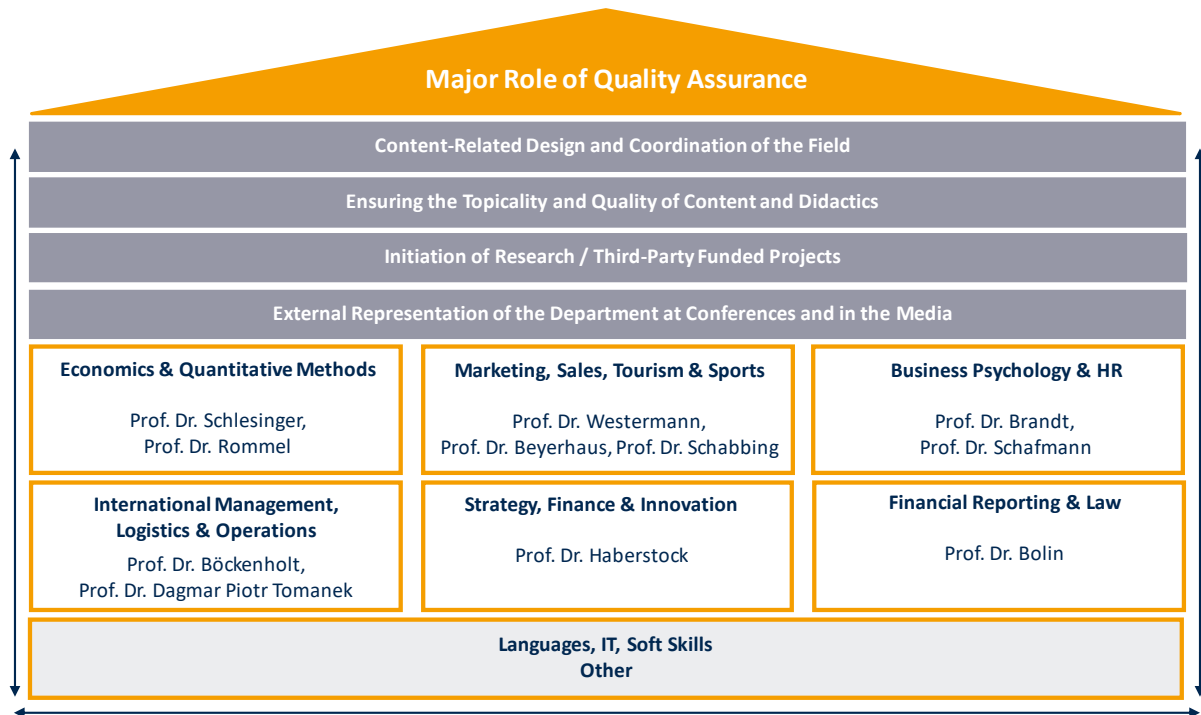 Major Role of Quality Assurance
Content-Related Design and Coordination of the Field
Ensuring the Topicality and Quality of Content and Didactics
Initiation of Research / Third-Party Funded Projects
External Representation of the Department at Conferences and in the Media
Economics & Quantitative Methods
Prof. Dr. Schlesinger,
Prof. Dr. Rommel
Marketing, Sales, Tourism & Sports
Prof. Dr. Westermann,
Prof. Dr. Beyerhaus, Prof. Dr. Schabbing
Business Psychology & HR
Prof. Dr. Brandt,
Prof. Dr. Schafmann
International Management,
Logistics & Operations
Prof. Dr. Böckenholt,
Prof. Dr. Dagmar Piotr Tomanek
Strategy, Finance & Innovation
Prof. Dr. Haberstock
Financial Reporting & Law
Prof. Dr. Bolin
Languages, IT, Soft Skills
Other